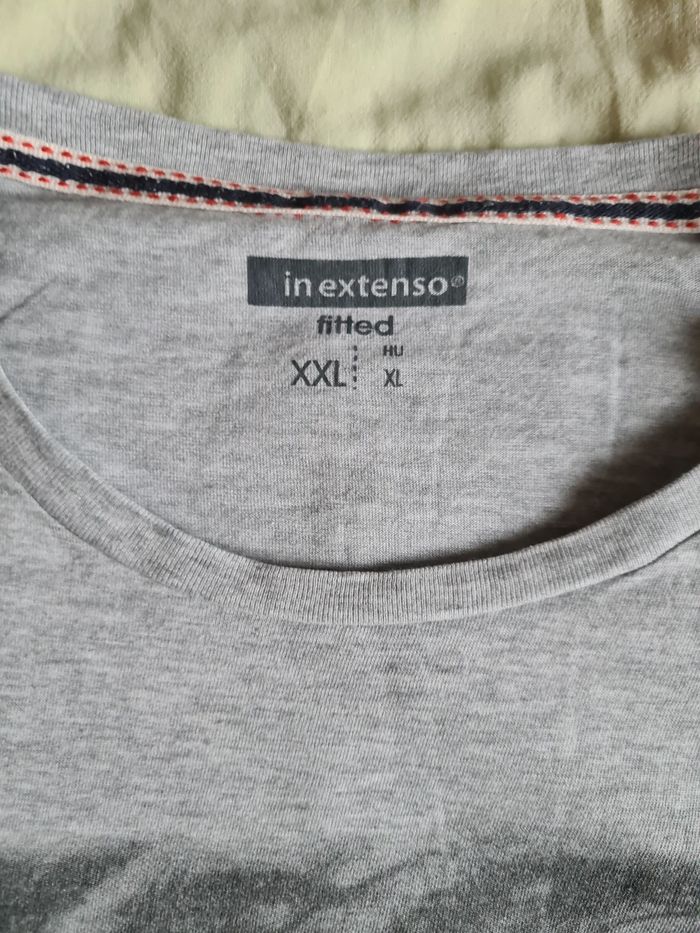 in extenso®
fitted
XXL HU
XL